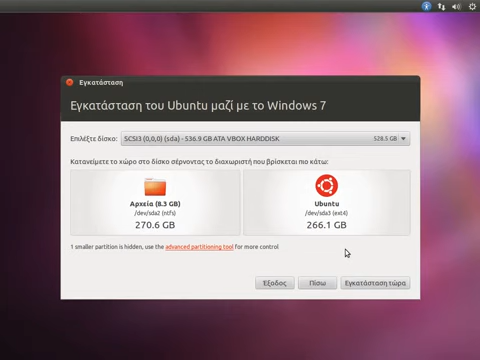 Εγκατάσταση
Εγκατάσταση του Ubuntu μαζί με το Windows 7
Επιλέξτε δίσκο: SCSI3 (0,0,0) (sda) - 536.9 GB ATA VBOX HARDDISK 528.5 GB
Κατανείμετε το χώρο στο δίσκο σέρνοντας το διαχωριστή που βρίσκεται πιο κάτω:
Αρχεία (8.3 GB) Ubuntu
/dev/sda2 (ntfs) /dev/sda3 (ext4)
270.6 GB 266.1 GB
1 smaller partition is hidden, use the advanced partitioning tool for more control
Έξοδος Πίσω Εγκατάσταση τώρα